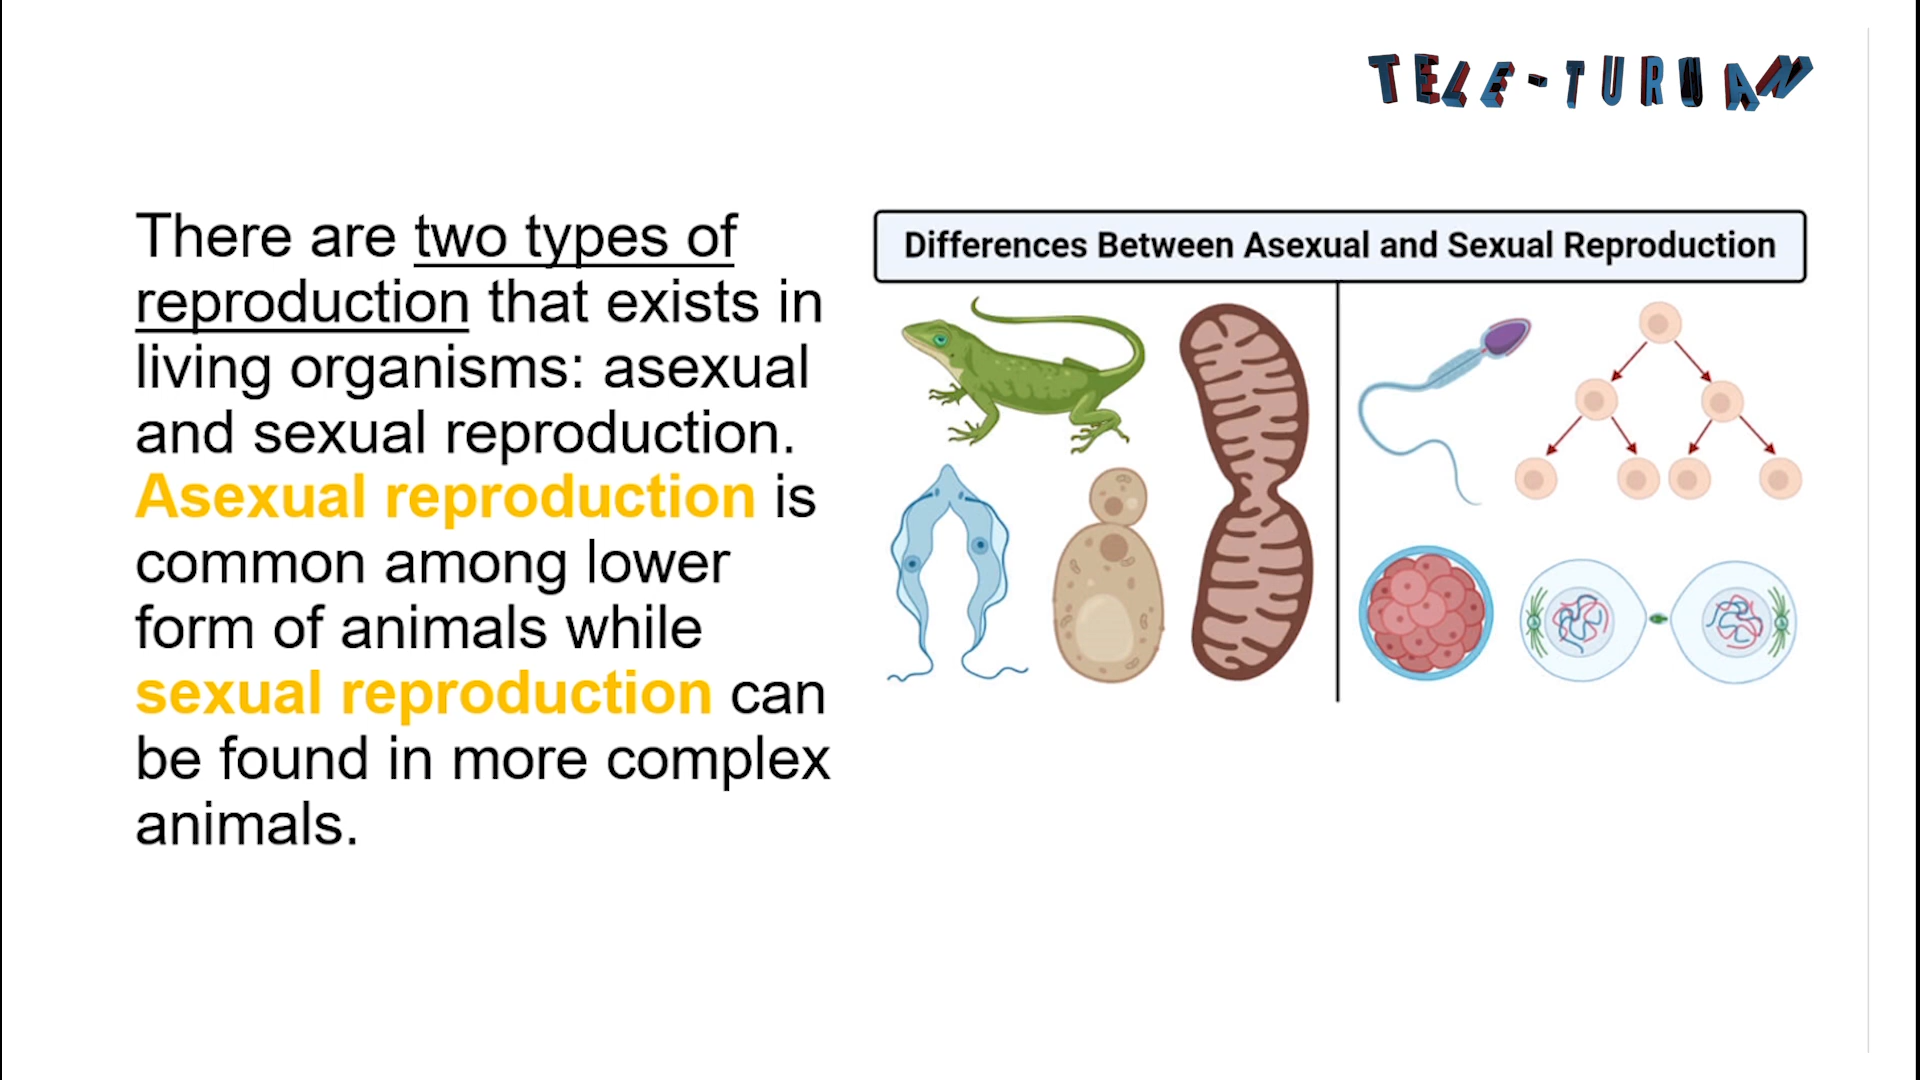 TELE-TURUAN
There are two types of
reproduction that exists in
living organisms: asexual
and sexual reproduction.
Asexual reproduction is
common among lower
form of animals while
sexual reproduction can
be found in more complex
animals.
Differences Between Asexual and Sexual Reproduction